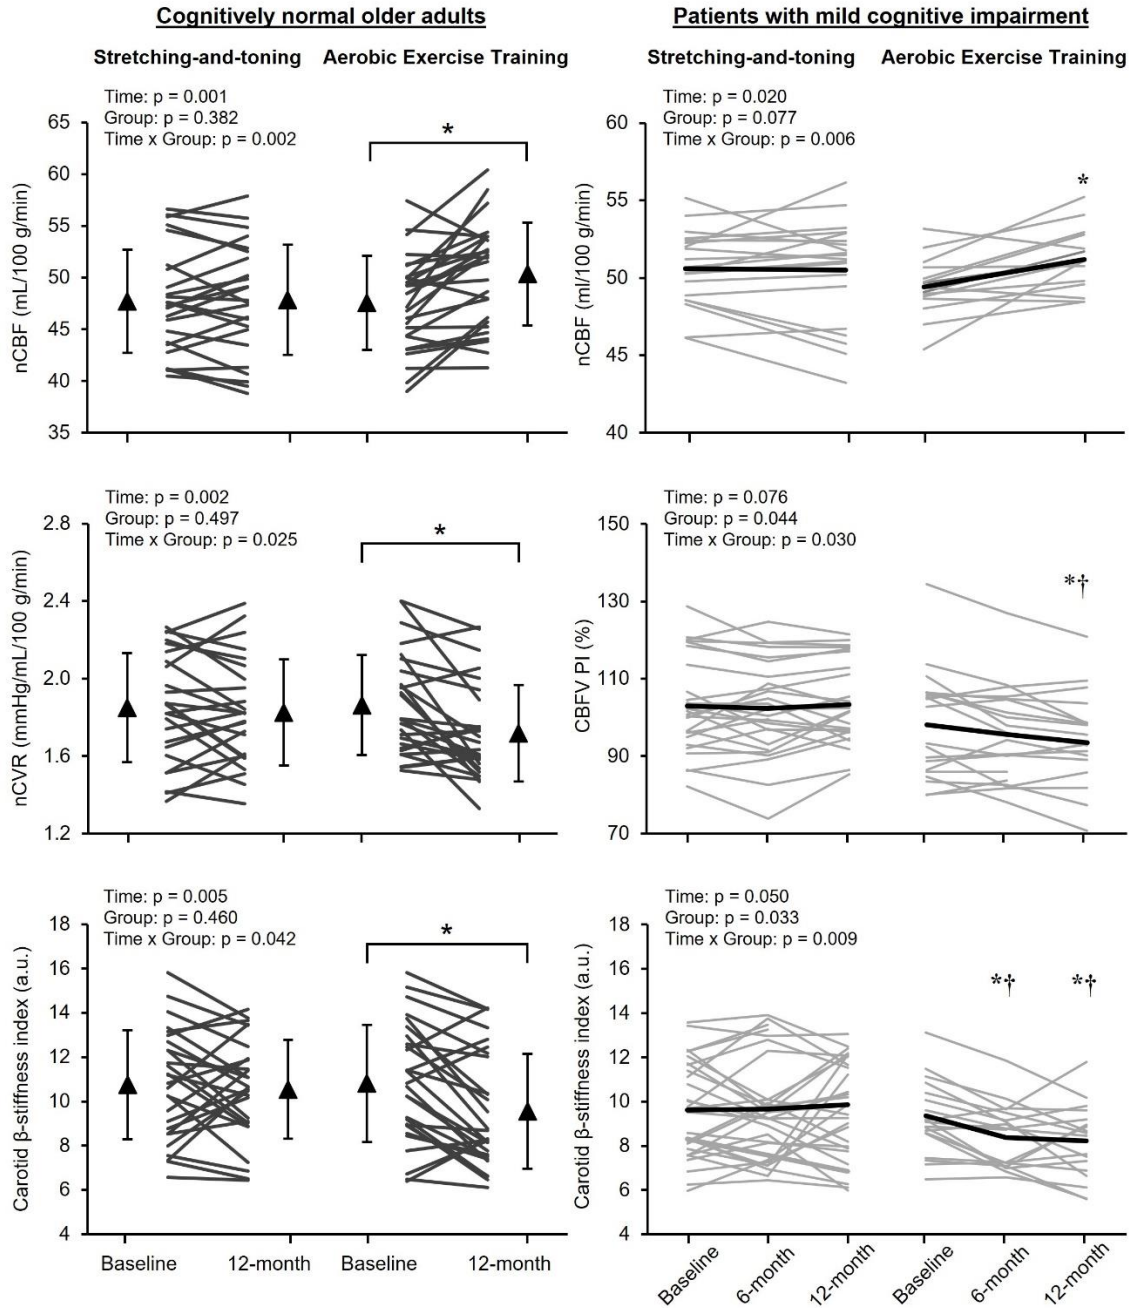 Cognitively normal older adults
Patients with mild cognitive impairment
Stretching-and-toning
Aerobic Exercise Training
Stretching-and-toning
Aerobic Exercise Training
Time: p = 0.001
Group: p = 0.382
Time x Group: p = 0.002
65
60
55
50
45
40
35
nCBF (mL/100 g/min)
*
Time: p = 0.020
Group: p = 0.077
Time x Group: p = 0.006
60
55
50
45
40
nCBF (ml/100 g/min)
*
Time: p = 0.002
Group: p = 0.497
Time x Group: p = 0.025
2.8
2.4
2.0
1.6
1.2
nCVR (mmHg/mL/100 g/min)
*
Time: p = 0.076
Group: p = 0.044
Time x Group: p = 0.030
150
130
110
90
70
CBFV PI (%)
*†
Time: p = 0.005
Group: p = 0.460
Time x Group: p = 0.042
18
16
14
12
10
8
6
4
Carotid β-stiffness index (a.u.)
*
Baseline
12-month
Baseline
12-month
Time: p = 0.050
Group: p = 0.033
Time x Group: p = 0.009
18
16
14
12
10
8
6
4
Carotid β-stiffness index (a.u.)
*†
*†
Baseline
6-month
12-month
Baseline
6-month
12-month